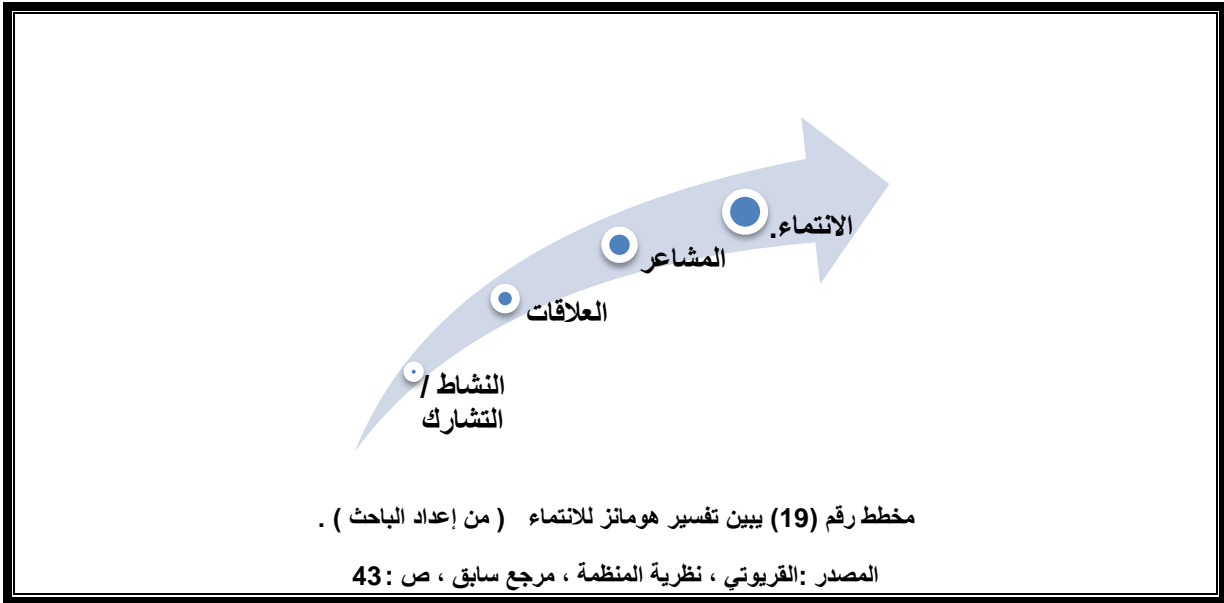 الانتماء.
المشاعر
العلاقات
النشاط /
التشارك
مخطط رقم (19) يبين تفسير هومانز للانتماء ( من إعداد الباحث ) .
المصدر :القريوتي ، نظرية المنظمة ، مرجع سابق ، ص :43